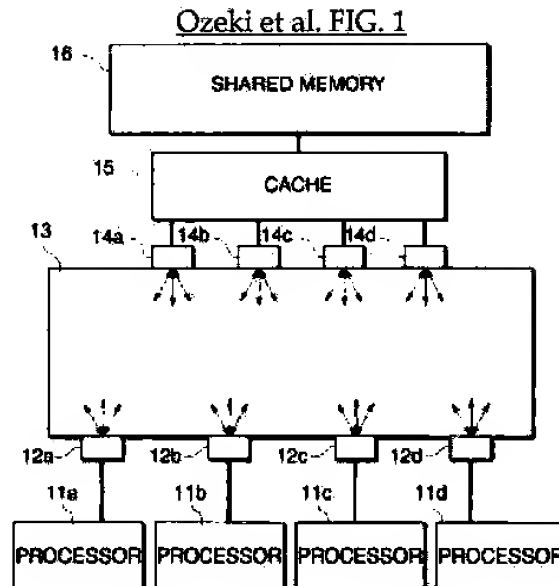 Ozeki et al. FIG. 1
16
SHARED MEMORY
15
CACHE
13
14a 14b 14c 14d
12a 12b 12c 12d
11a 11b 11c 11d
PROCESSOR PROCESSOR PROCESSOR PROCESSOR